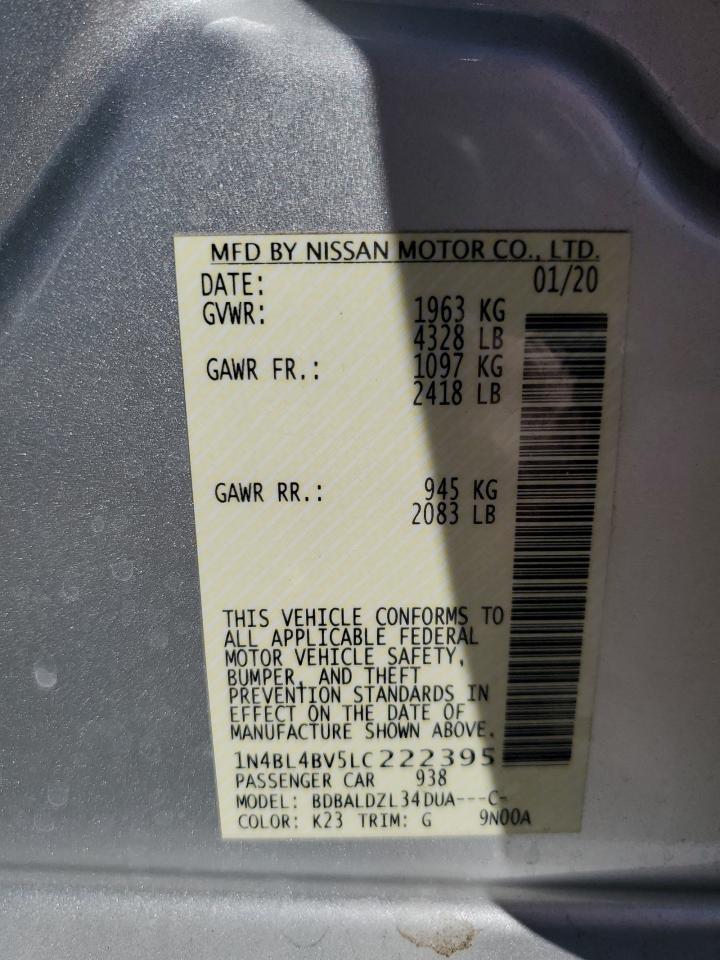 MFD BY NISSAN MOTOR CO., LTD.
DATE: 01/20
GVWR: 1963 KG
4328 LB
GAWR FR.: 1097 KG
2418 LB
GAWR RR.: 945 KG
2083 LB
THIS VEHICLE CONFORMS TO
ALL APPLICABLE FEDERAL
MOTOR VEHICLE SAFETY,
BUMPER, AND THEFT
PREVENTION STANDARDS IN
EFFECT ON THE DATE OF
MANUFACTURE SHOWN ABOVE.
1N4BL4BV5LC222395
PASSENGER CAR 938
MODEL: BDBALDZL34DUA---C-
COLOR: K23 TRIM: G 9N00A